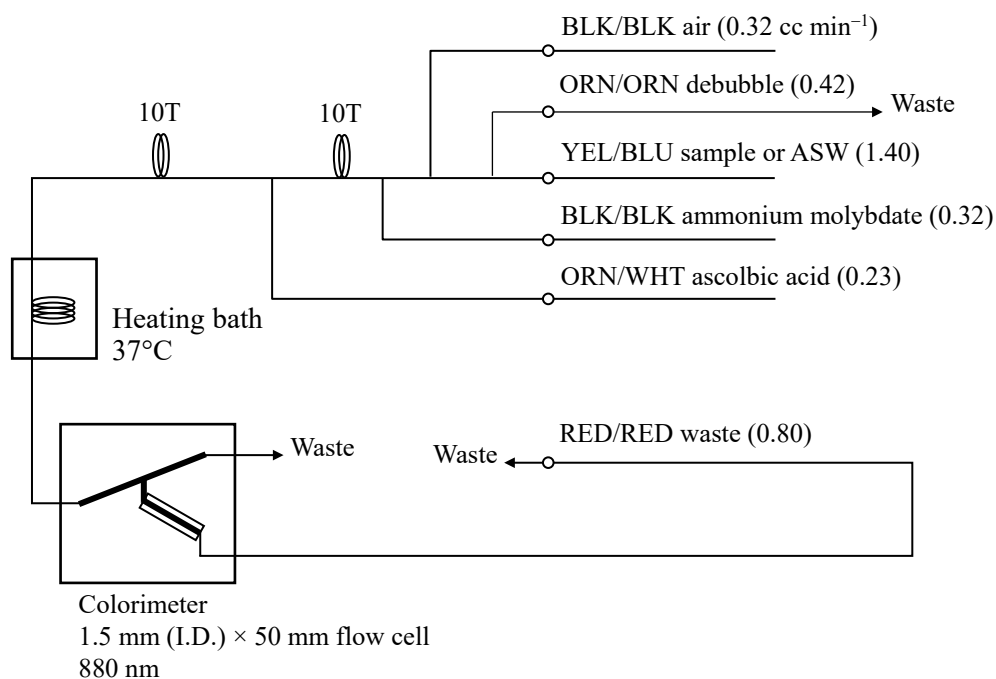 BLK/BLK air (0.32 cc min⁻¹)
ORN/ORN debubble (0.42)
Waste
10T
10T
YEL/BLU sample or ASW (1.40)
BLK/BLK ammonium molybdate (0.32)
ORN/WHT ascolbic acid (0.23)
Heating bath
37°C
RED/RED waste (0.80)
Waste
Waste
Colorimeter
1.5 mm (I.D.) × 50 mm flow cell
880 nm